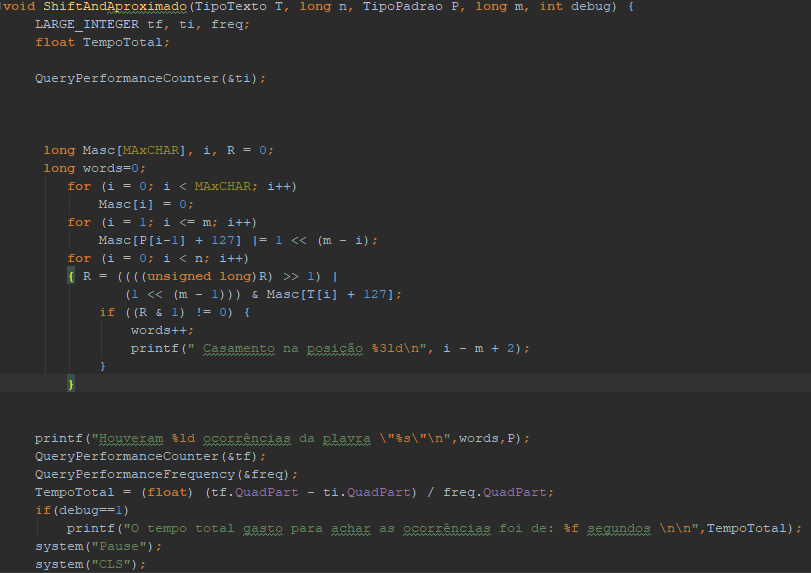 void ShiftAndAproximado(TipoTexto T, long n, TipoPadrao P, long m, int debug) {
LARGE_INTEGER tf, ti, freq;
float TempoTotal;
QueryPerformanceCounter(&ti);
long Masc[MAxCHAR], i, R = 0;
long words=0;
for (i = 0; i < MAxCHAR; i++)
Masc[i] = 0;
for (i = 1; i <= m; i++)
Masc[P[i-1] + 127] |= 1 << (m - i);
for (i = 0; i < n; i++)
{ R = ((((unsigned long)R) >> 1) |
(1 << (m - 1))) & Masc[T[i] + 127];
if ((R & 1) != 0) {
words++;
printf(" Casamento na posição %3ld\n", i - m + 2);
}
}
printf("Houveram %ld ocorrências da plavra \"%s\"\n",words,P);
QueryPerformanceCounter(&tf);
QueryPerformanceFrequency(&freq);
TempoTotal = (float) (tf.QuadPart - ti.QuadPart) / freq.QuadPart;
if(debug==1)
printf("O tempo total gasto para achar as ocorrências foi de: %f segundos \n\n",TempoTotal);
system("Pause");
system("CLS");